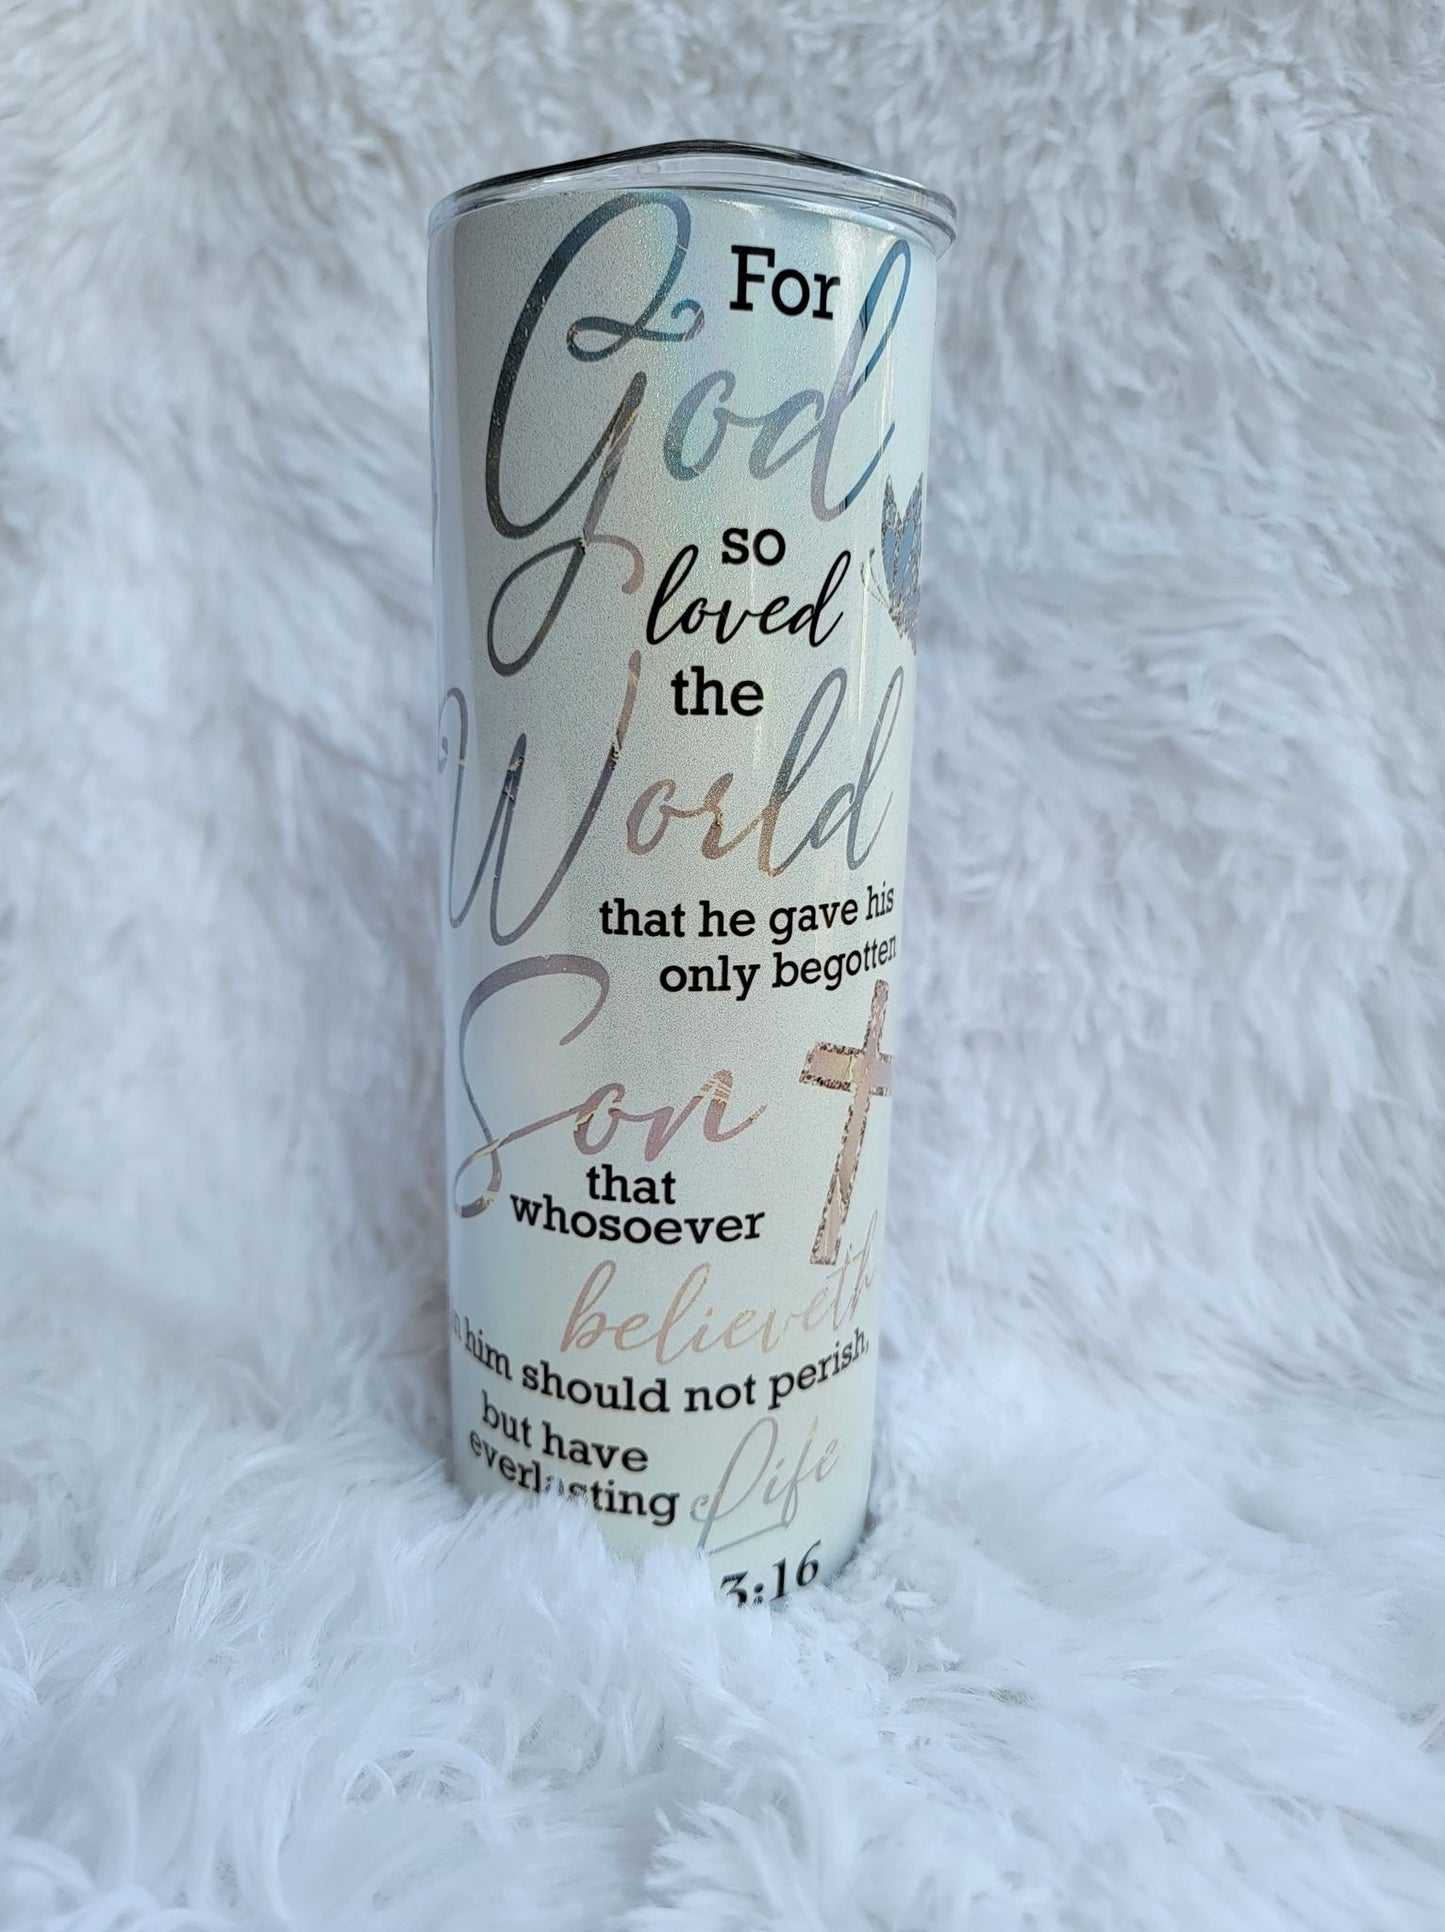 For
God
so
loved
the
World
that he gave his
only begotten
Son
that
whosoever
believeth
him should not perish,
but have
everlasting Life
3:16